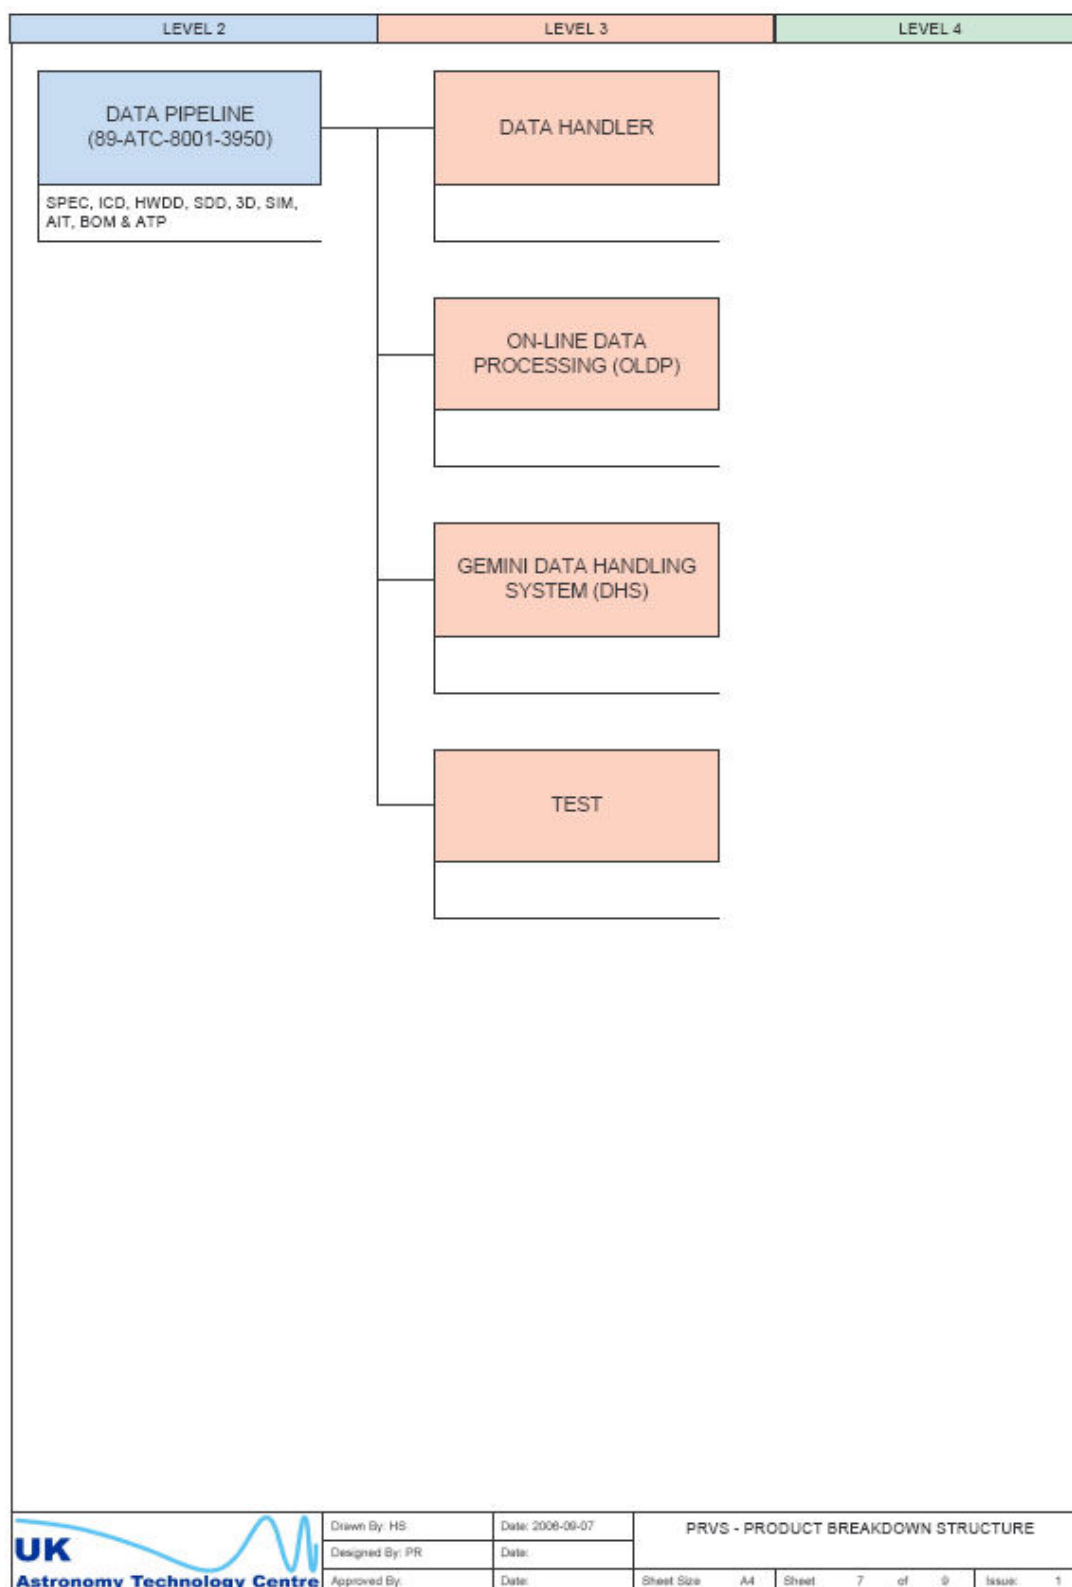 LEVEL 2
LEVEL 3
LEVEL 4
DATA PIPELINE
(89-ATC-8001-3950)
SPEC, ICD, HWDD, SDD, 3D, SIM,
AIT, BOM & ATP
DATA HANDLER
ON-LINE DATA
PROCESSING (OLDP)
GEMINI DATA HANDLING
SYSTEM (DHS)
TEST
UK
Astronomy Technology Centre
Drawn By: HS
Date: 2006-09-07
PRVS - PRODUCT BREAKDOWN STRUCTURE
Designed By: PR
Date:
Approved By:
Date:
Sheet Size A4
Sheet 7 of 9
Issue: 1